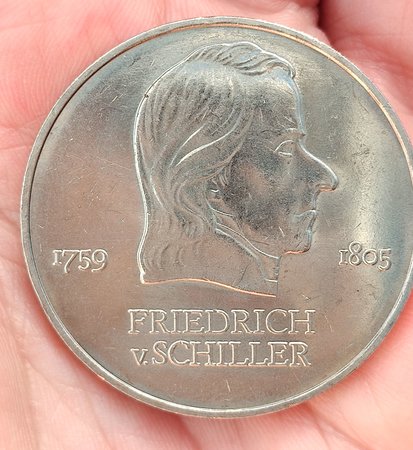 1759 1805
FRIEDRICH
v. SCHILLER